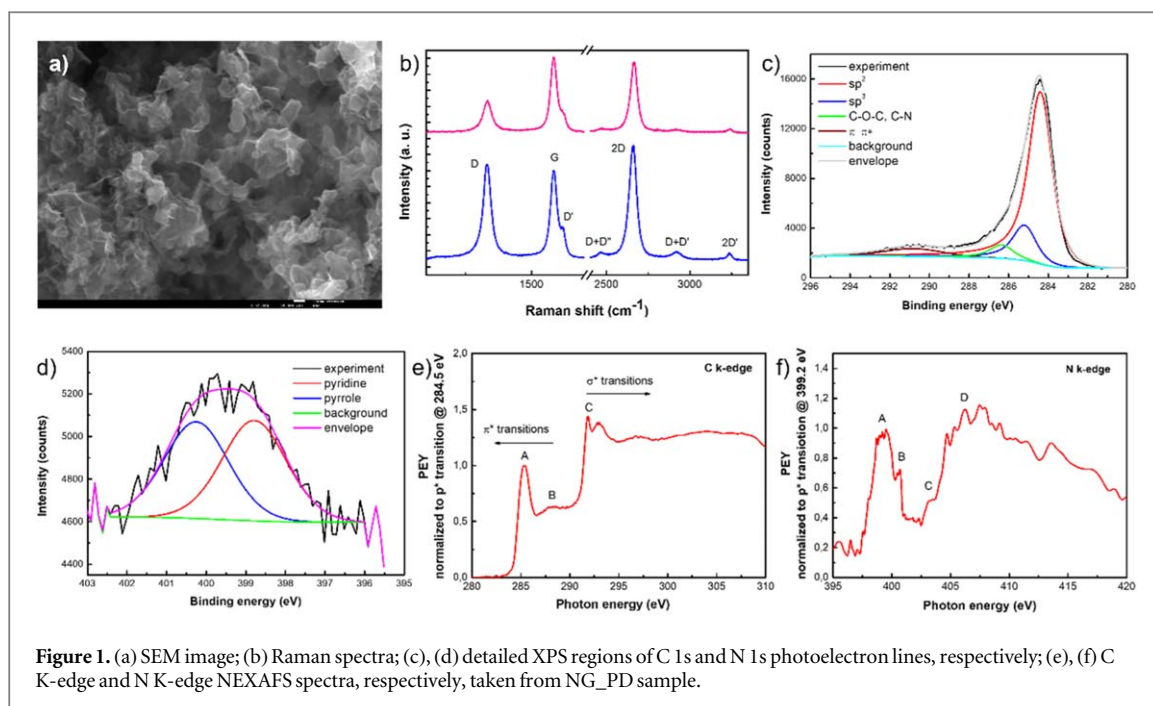 a)
b)
Intensity (a. u.)
D
G
D'
2D
D+D"
D+D'
2D'
1500
2500
3000
Raman shift (cm-1)
c)
experiment
sp2
sp3
C-O-C, C-N
π-π*
background
envelope
Intensity (counts)
16000
12000
8000
4000
0
296 294 292 290 288 286 284 282 280
Binding energy (eV)
d)
experiment
pyridine
pyrrole
background
envelope
Intensity (counts)
5400
5200
5000
4800
4600
4400
403 402 401 400 399 398 397 396 395
Binding energy (eV)
e)
C k-edge
σ* transitions
π* transitions
A
B
C
PEY
normalized to p* transition @ 284.5 eV
2,0
1,5
1,0
0,5
0,0
280 285 290 295 300 305 310
Photon energy (eV)
f)
N k-edge
A
B
C
D
PEY
normalized to p* transtiotion @ 399.2 eV
1,4
1,2
1,0
0,8
0,6
0,4
0,2
0,0
395 400 405 410 415 420
Photon energy (eV)
Figure 1. (a) SEM image; (b) Raman spectra; (c), (d) detailed XPS regions of C 1s and N 1s photoelectron lines, respectively; (e), (f) C
K-edge and N K-edge NEXAFS spectra, respectively, taken from NG_PD sample.